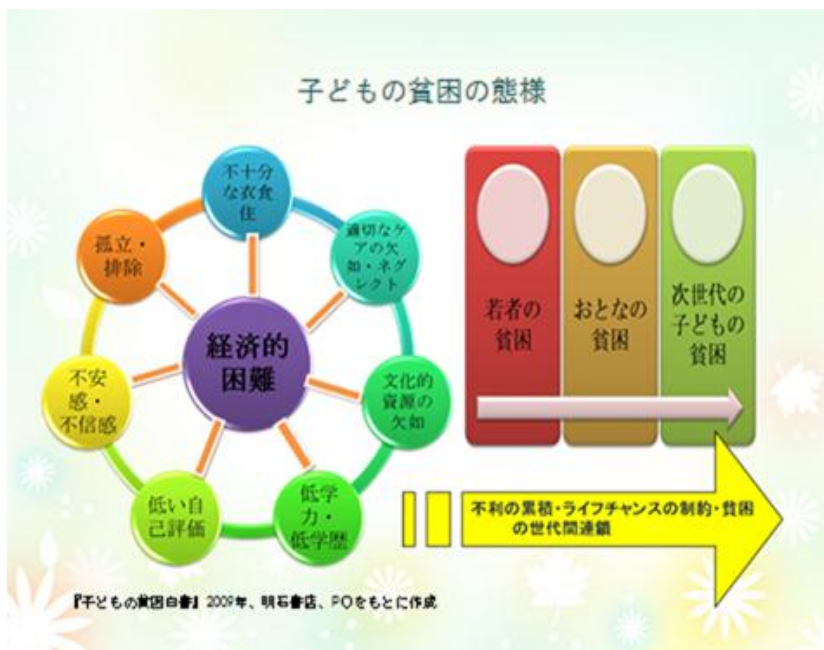 子どもの貧困の態様
不十分
な衣食
住
適切なケ
アの欠
如・ネグ
レクト
文化的
資源の
欠如
低学
力・
低学歴
低い自
己評価
不安
感・
不信感
孤立・
排除
経済的
困難
若者の
貧困
おとなの
貧困
次世代の
子どもの
貧困
不利の累積・ライフチャンスの制約・貧困
の世代間連鎖
『子どもの貧困白書』2009年、明石書店、P○をもとに作成